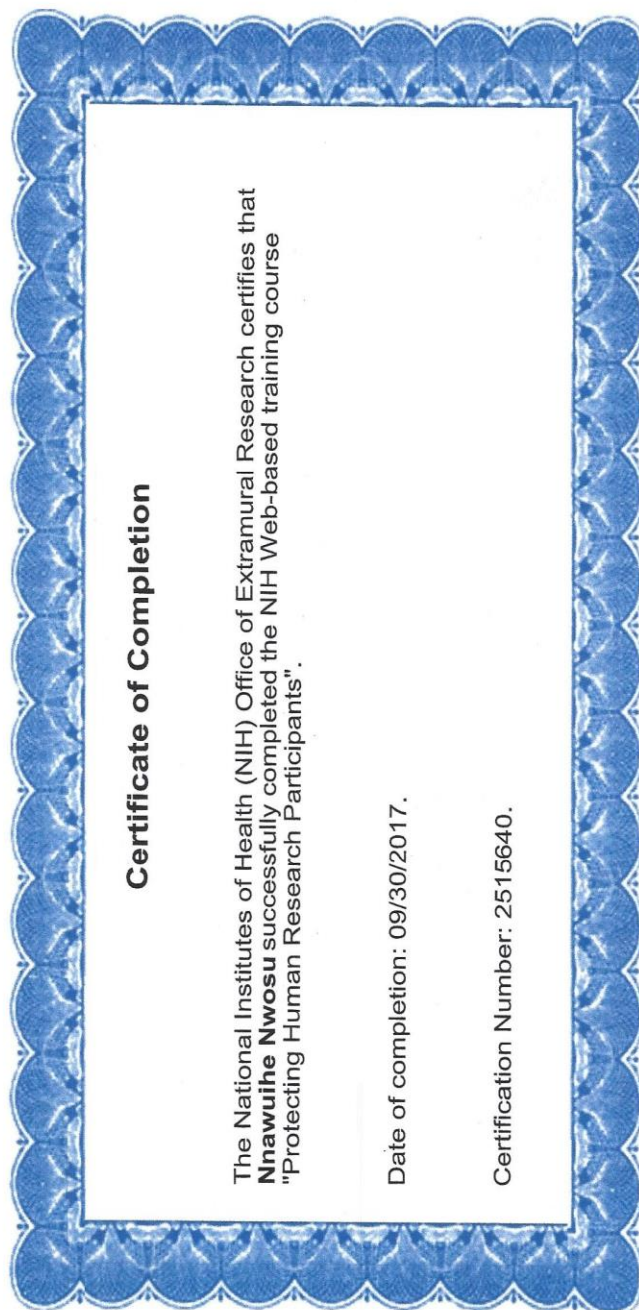 Certificate of Completion
The National Institutes of Health (NIH) Office of Extramural Research certifies that
Nnawuihe Nwosu successfully completed the NIH Web-based training course
"Protecting Human Research Participants".
Date of completion: 09/30/2017.
Certification Number: 2515640.